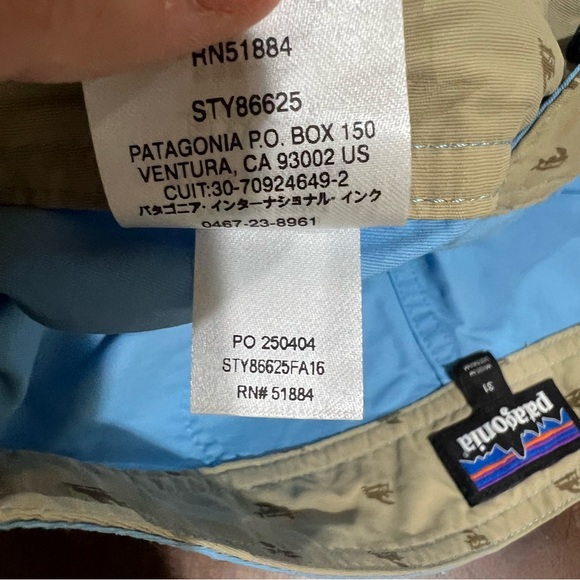 RN51884
STY86625
PATAGONIA P.O. BOX 150
VENTURA, CA 93002 US
CUIT:30-70924649-2
パタゴニア・インターナショナル・インク
0467-23-8961
PO 250404
STY86625FA16
RN# 51884
31
patagonia